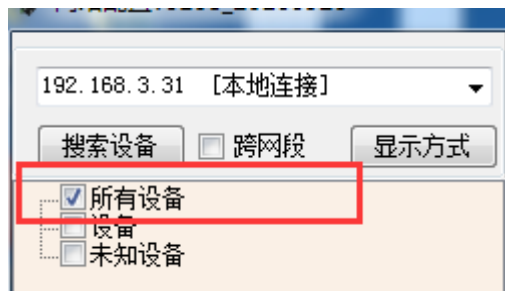 192.168.3.31 [本地连接]
搜索设备 跨网段 显示方式
所有设备
设备
未知设备